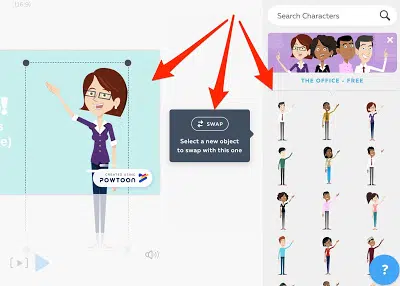 !
s
e)
CREATED USING
POWTOON
SWAP
Select a new object
to swap with this one
Search Characters
THE OFFICE - FREE
?